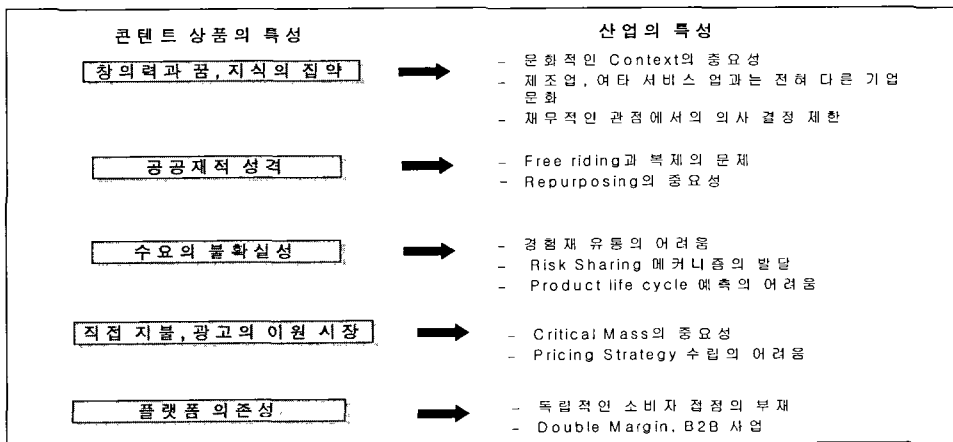 콘텐트 상품의 특성
산업의 특성
창의력과 꿈, 지식의 집약
- 문화적인 Context의 중요성
- 제조업, 여타 서비스 업과는 전혀 다른 기업
문화
- 재무적인 관점에서의 의사 결정 제한
공공재적 성격
- Free riding과 복제의 문제
- Repurposing의 중요성
수요의 불확실성
- 경험재 유통의 어려움
- Risk Sharing 메커니즘의 발달
- Product life cycle 예측의 어려움
직접 지불, 광고의 이원 시장
- Critical Mass의 중요성
- Pricing Strategy 수립의 어려움
플랫폼 의존성
- 독립적인 소비자 접점의 부재
- Double Margin, B2B 사업